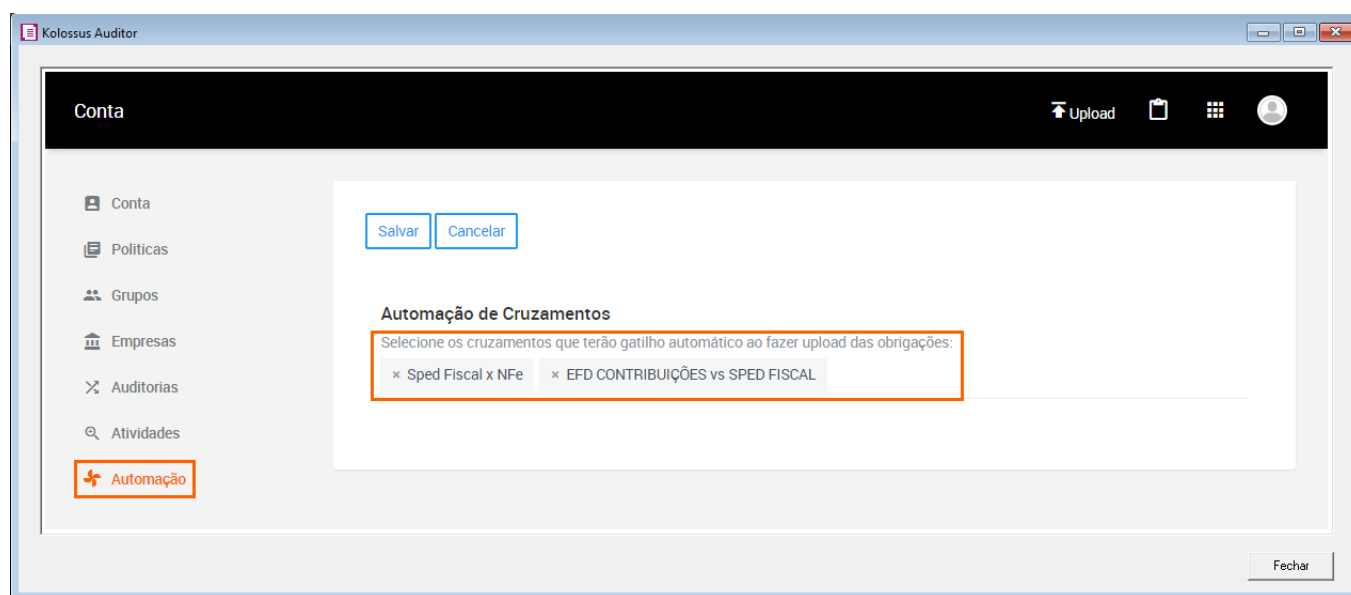 Kolossus Auditor
Conta
Upload
Conta
Políticas
Grupos
Empresas
Auditorias
Atividades
Automação
Salvar Cancelar
Automação de Cruzamentos
Selecione os cruzamentos que terão gatilho automático ao fazer upload das obrigações:
× Sped Fiscal x NFe × EFD CONTRIBUIÇÕES vs SPED FISCAL
Fechar